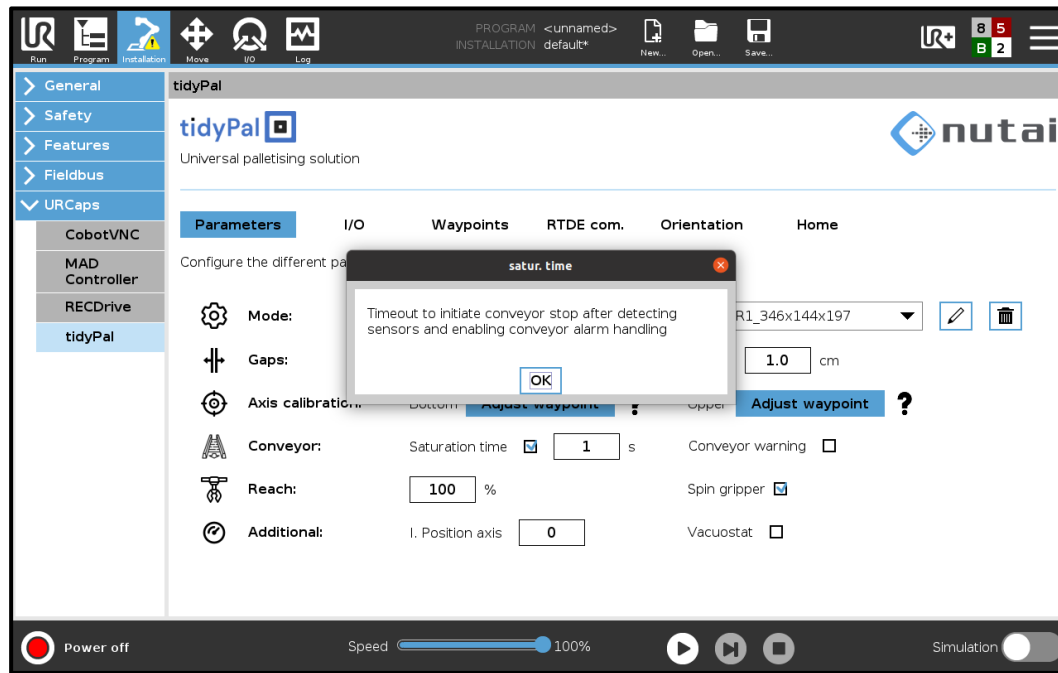 PROGRAM <unnamed>
INSTALLATION default*
Run Program Installation Move I/O Log New... Open... Save...
UR+
8 5
B 2
General
Safety
Features
Fieldbus
URCaps
CobotVNC
MAD
Controller
RECDrive
tidyPal
tidyPal
tidyPal
nutai
Universal palletising solution
Parameters I/O Waypoints RTDE com. Orientation Home
Configure the different pa
satur. time
Timeout to initiate conveyor stop after detecting
sensors and enabling conveyor alarm handling
OK
Mode: R1_346x144x197
Gaps: 1.0 cm
Axis calibration: Bottom Adjust waypoint ? Upper Adjust waypoint ?
Conveyor: Saturation time 1 s Conveyor warning
Reach: 100 % Spin gripper
Additional: I. Position axis 0 Vacuostat
Power off Speed 100% Simulation